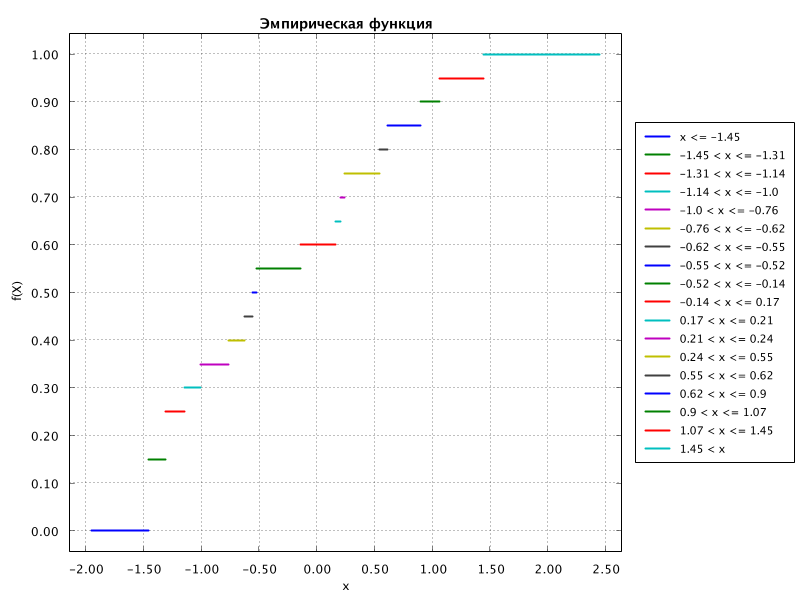 Эмпирическая функция
1.00
0.90
0.80
0.70
0.60
0.50
0.40
0.30
0.20
0.10
0.00
f(X)
−2.00 −1.50 −1.00 −0.50 0.00 0.50 1.00 1.50 2.00 2.50
x
x <= −1.45
−1.45 < x <= −1.31
−1.31 < x <= −1.14
−1.14 < x <= −1.0
−1.0 < x <= −0.76
−0.76 < x <= −0.62
−0.62 < x <= −0.55
−0.55 < x <= −0.52
−0.52 < x <= −0.14
−0.14 < x <= 0.17
0.17 < x <= 0.21
0.21 < x <= 0.24
0.24 < x <= 0.55
0.55 < x <= 0.62
0.62 < x <= 0.9
0.9 < x <= 1.07
1.07 < x <= 1.45
1.45 < x